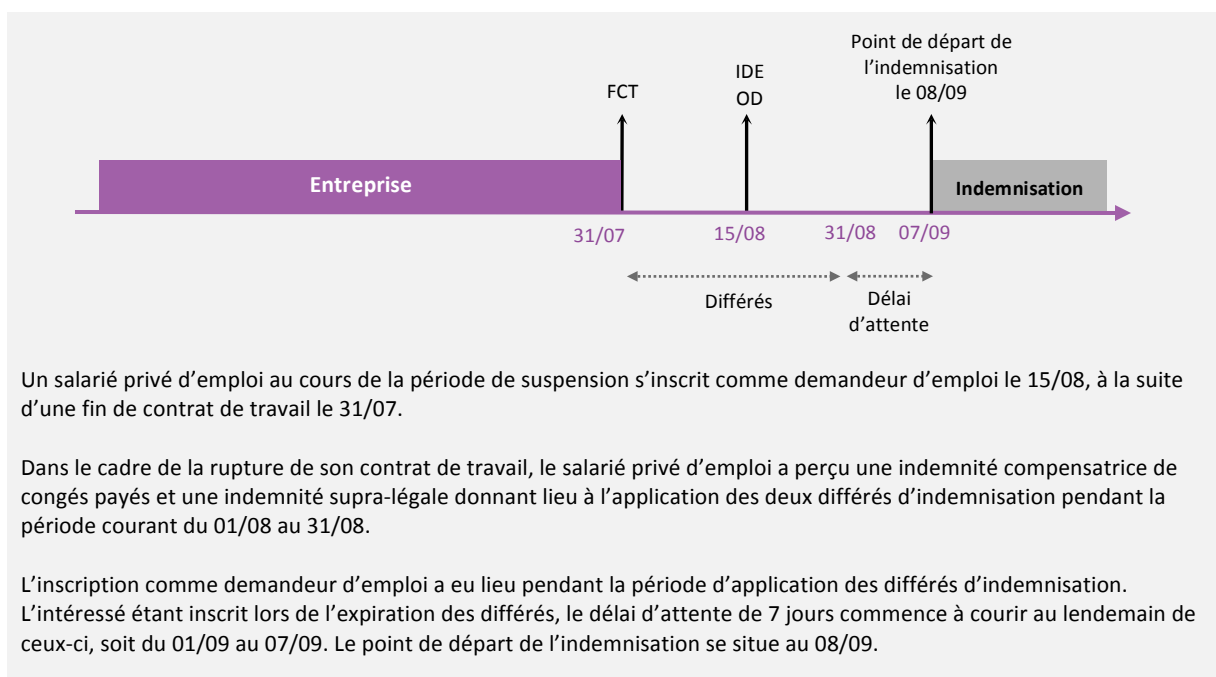 Point de départ de
l’indemnisation
le 08/09
IDE
OD
FCT
Entreprise
Indemnisation
31/07
15/08
31/08
07/09
Différés
Délai
d’attente
Un salarié privé d’emploi au cours de la période de suspension s’inscrit comme demandeur d’emploi le 15/08, à la suite
d’une fin de contrat de travail le 31/07.
Dans le cadre de la rupture de son contrat de travail, le salarié privé d’emploi a perçu une indemnité compensatrice de
congés payés et une indemnité supra-légale donnant lieu à l’application des deux différés d’indemnisation pendant la
période courant du 01/08 au 31/08.
L’inscription comme demandeur d’emploi a eu lieu pendant la période d’application des différés d’indemnisation.
L’intéressé étant inscrit lors de l’expiration des différés, le délai d’attente de 7 jours commence à courir au lendemain de
ceux-ci, soit du 01/09 au 07/09. Le point de départ de l’indemnisation se situe au 08/09.